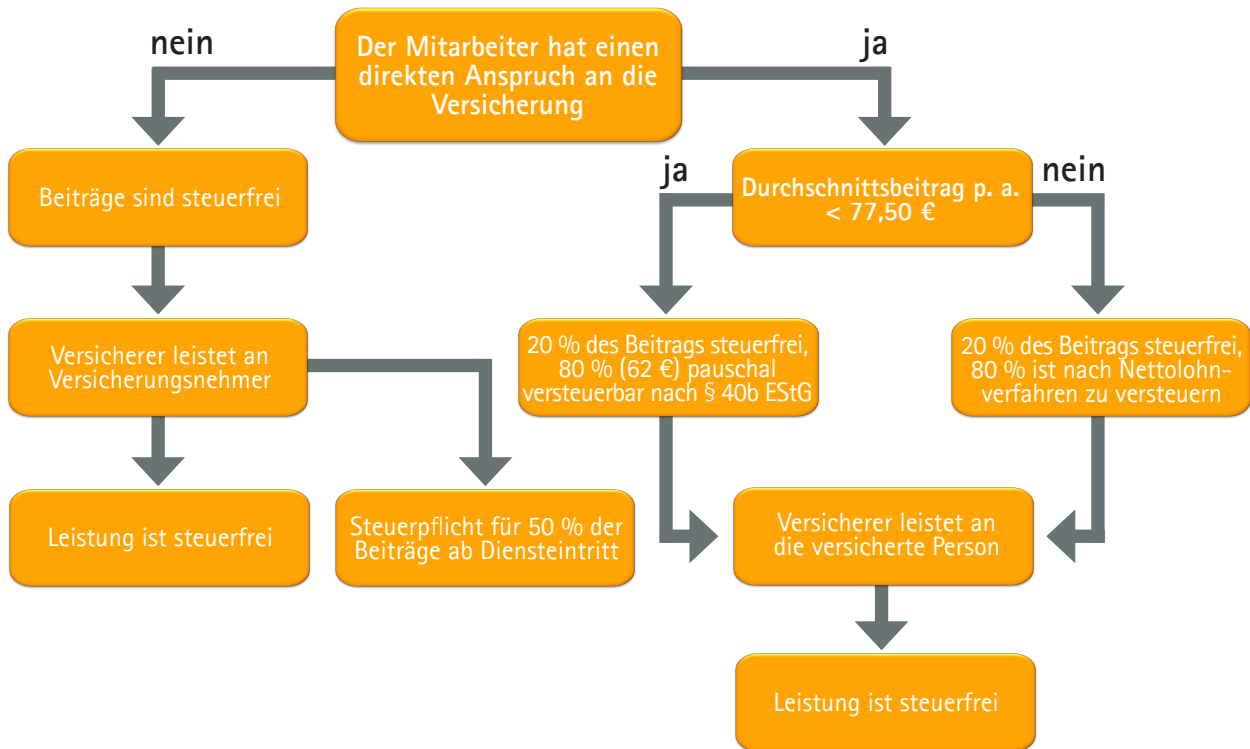 nein
Der Mitarbeiter hat einen
direkten Anspruch an die
Versicherung
ja
Beiträge sind steuerfrei
ja
Durchschnittsbeitrag p. a.
< 77,50 €
nein
Versicherer leistet an
Versicherungsnehmer
20 % des Beitrags steuerfrei,
80 % (62 €) pauschal
versteuerbar nach § 40b EStG
20 % des Beitrags steuerfrei,
80 % ist nach Nettolohn-
verfahren zu versteuern
Leistung ist steuerfrei
Steuerpflicht für 50 % der
Beiträge ab Diensteintritt
Versicherer leistet an
die versicherte Person
Leistung ist steuerfrei